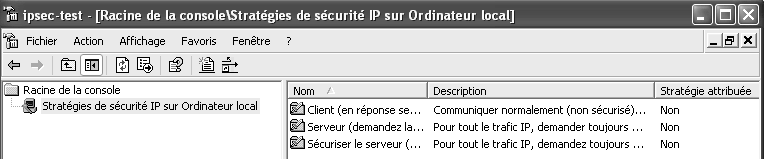 ipsec-test - [Racine de la console\Stratégies de sécurité IP sur Ordinateur local]
Fichier Action Affichage Favoris Fenêtre ?
Racine de la console
Stratégies de sécurité IP sur Ordinateur local
Nom Description Stratégie attribuée
Client (en réponse se... Communiquer normalement (non sécurisé)... Non
Serveur (demandez la... Pour tout le trafic IP, demander toujours ... Non
Sécuriser le serveur (... Pour tout le trafic IP, demandez toujours ... Non